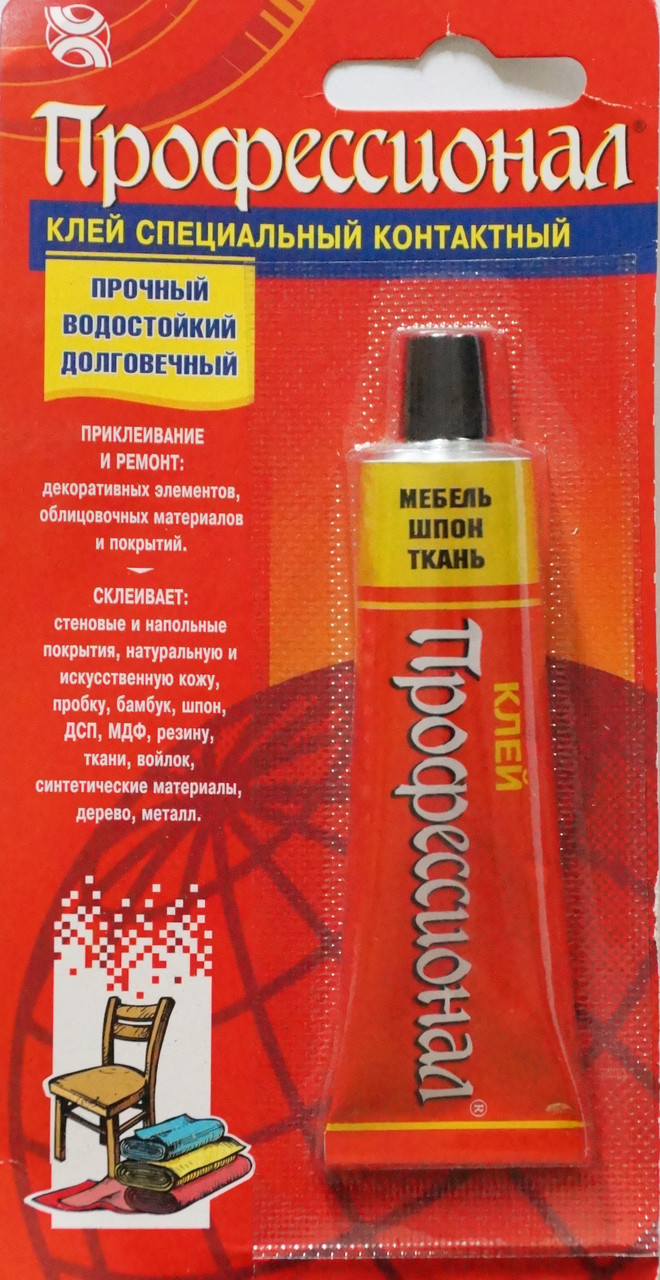 Профессионал®
КЛЕЙ СПЕЦИАЛЬНЫЙ КОНТАКТНЫЙ
ПРОЧНЫЙ
ВОДОСТОЙКИЙ
ДОЛГОВЕЧНЫЙ
ПРИКЛЕИВАНИЕ
И РЕМОНТ:
декоративных элементов,
облицовочных материалов
и покрытий.
СКЛЕИВАЕТ:
стеновые и напольные
покрытия, натуральную и
искусственную кожу,
пробку, бамбук, шпон,
ДСП, МДФ, резину,
ткани, войлок,
синтетические материалы,
дерево, металл.
МЕБЕЛЬ
ШПОН
ТКАНЬ
КЛЕЙ
Профессионал®